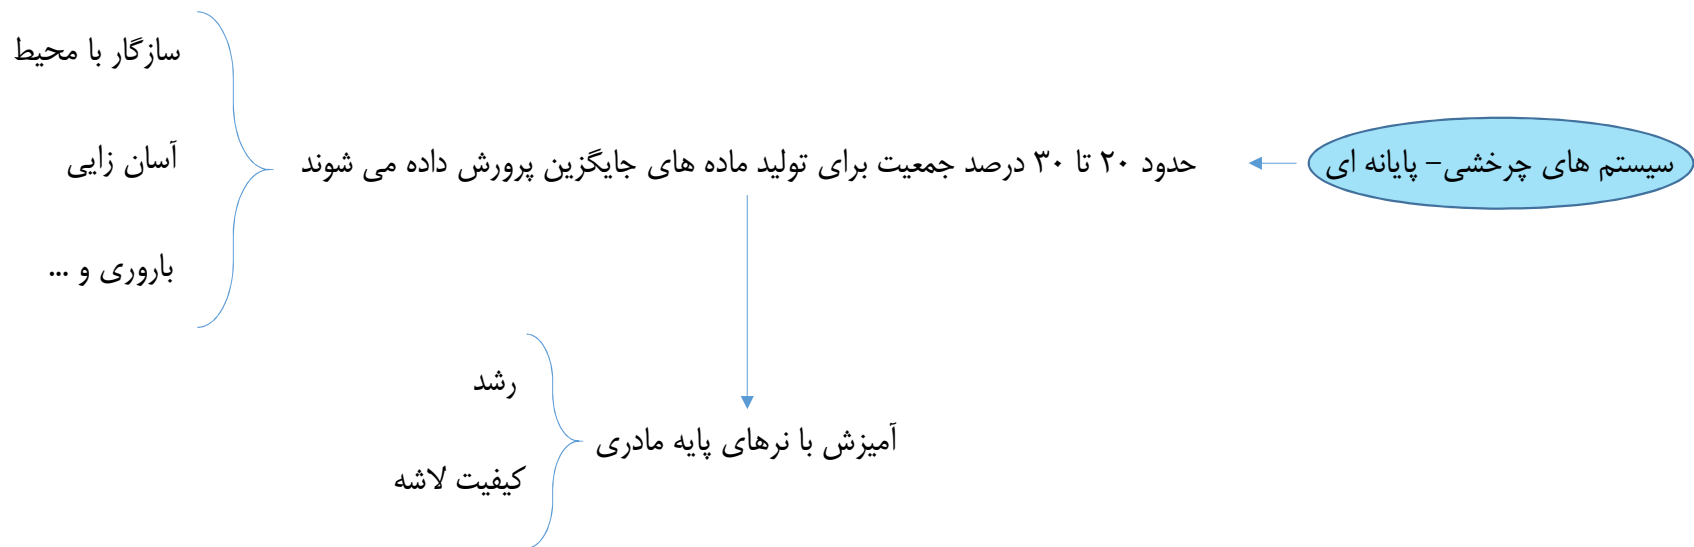 سیستم های چرخشی- پایانه ای
حدود ۲۰ تا ۳۰ درصد جمعیت برای تولید ماده های جایگزین پرورش داده می شوند
سازگار با محیط
آسان زایی
باروری و ...
آمیزش با نرهای پایه مادری
رشد
کیفیت لاشه